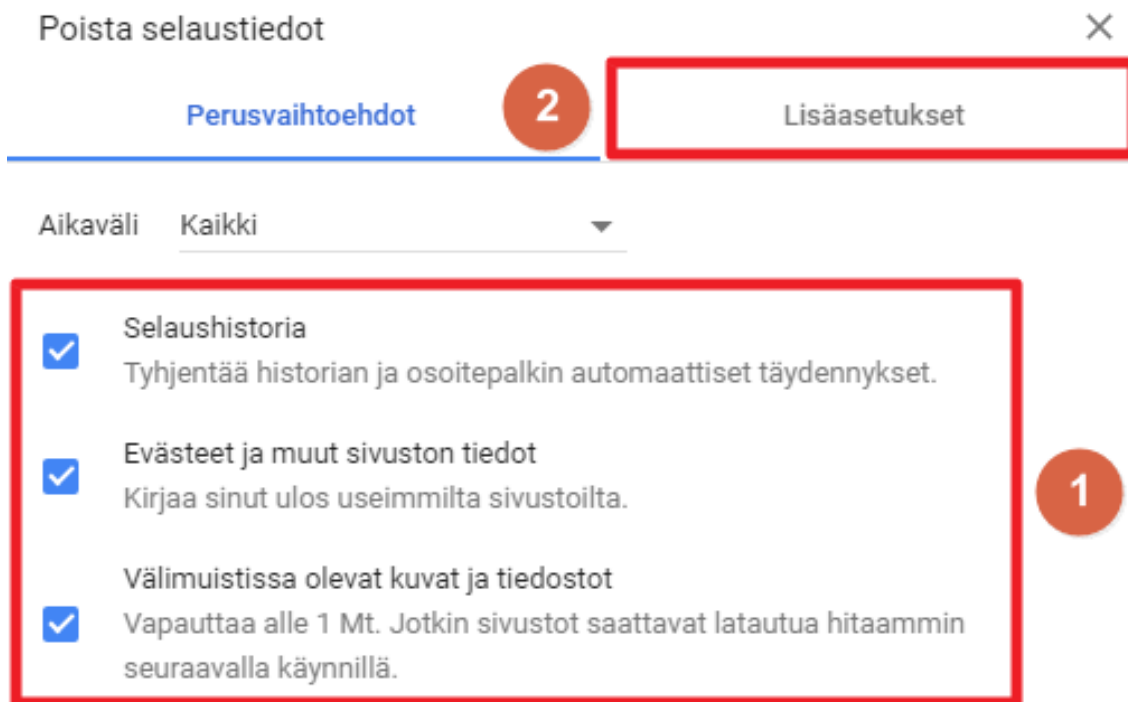 Poista selaustiedot
Perusvaihtoehdot
2
Lisäasetukset
Aikaväli Kaikki
Selaushistoria
Tyhjentää historian ja osoitepalkin automaattiset täydennykset.
Evästeet ja muut sivuston tiedot
Kirjaa sinut ulos useimmilta sivustoilta.
1
Välimuistissa olevat kuvat ja tiedostot
Vapauttaa alle 1 Mt. Jotkin sivustot saattavat latautua hitaammin
seuraavalla käynnillä.